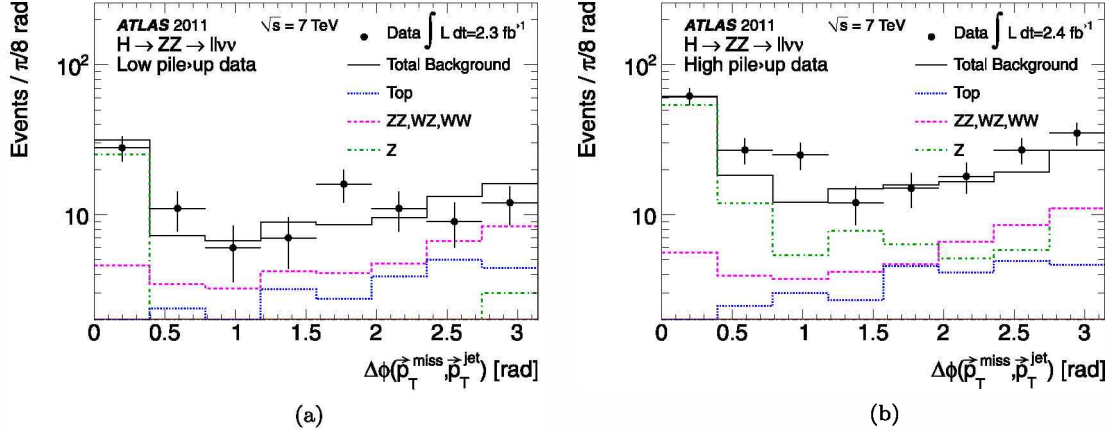 ATLAS 2011
√s = 7 TeV
H → ZZ → llνν
Low pile›up data
Data ∫ L dt=2.3 fb›1
Total Background
Top
ZZ,WZ,WW
Z
Events / π/8 rad
10²
10
0 0.5 1 1.5 2 2.5 3
Δϕ(p⃗_T^miss,p⃗_T^jet) [rad]
(a)
ATLAS 2011
√s = 7 TeV
H → ZZ → llνν
High pile›up data
Data ∫ L dt=2.4 fb›1
Total Background
Top
ZZ,WZ,WW
Z
Events / π/8 rad
10²
10
0 0.5 1 1.5 2 2.5 3
Δϕ(p⃗_T^miss,p⃗_T^jet) [rad]
(b)